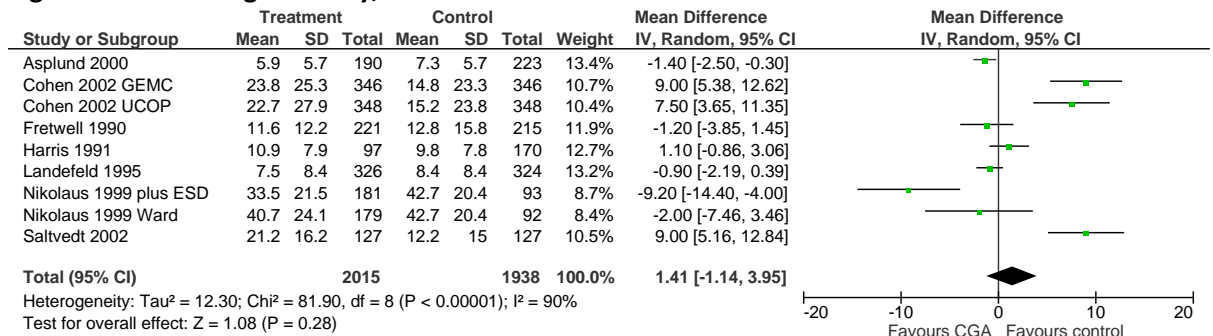 Treatment Control Mean Difference Mean Difference
Study or Subgroup Mean SD Total Mean SD Total Weight IV, Random, 95% CI IV, Random, 95% CI
Asplund 2000 5.9 5.7 190 7.3 5.7 223 13.4% -1.40 [-2.50, -0.30]
Cohen 2002 GEMC 23.8 25.3 346 14.8 23.3 346 10.7% 9.00 [5.38, 12.62]
Cohen 2002 UCOP 22.7 27.9 348 15.2 23.8 348 10.4% 7.50 [3.65, 11.35]
Fretwell 1990 11.6 12.2 221 12.8 15.8 215 11.9% -1.20 [-3.85, 1.45]
Harris 1991 10.9 7.9 97 9.8 7.8 170 12.7% 1.10 [-0.86, 3.06]
Landefeld 1995 7.5 8.4 326 8.4 8.4 324 13.2% -0.90 [-2.19, 0.39]
Nikolaus 1999 plus ESD 33.5 21.5 181 42.7 20.4 93 8.7% -9.20 [-14.40, -4.00]
Nikolaus 1999 Ward 40.7 24.1 179 42.7 20.4 92 8.4% -2.00 [-7.46, 3.46]
Saltvedt 2002 21.2 16.2 127 12.2 15 127 10.5% 9.00 [5.16, 12.84]
Total (95% CI) 2015 1938 100.0% 1.41 [-1.14, 3.95]
Heterogeneity: Tau² = 12.30; Chi² = 81.90, df = 8 (P < 0.00001); I² = 90%
Test for overall effect: Z = 1.08 (P = 0.28)
-20 -10 0 10 20
Favours CGA Favours control